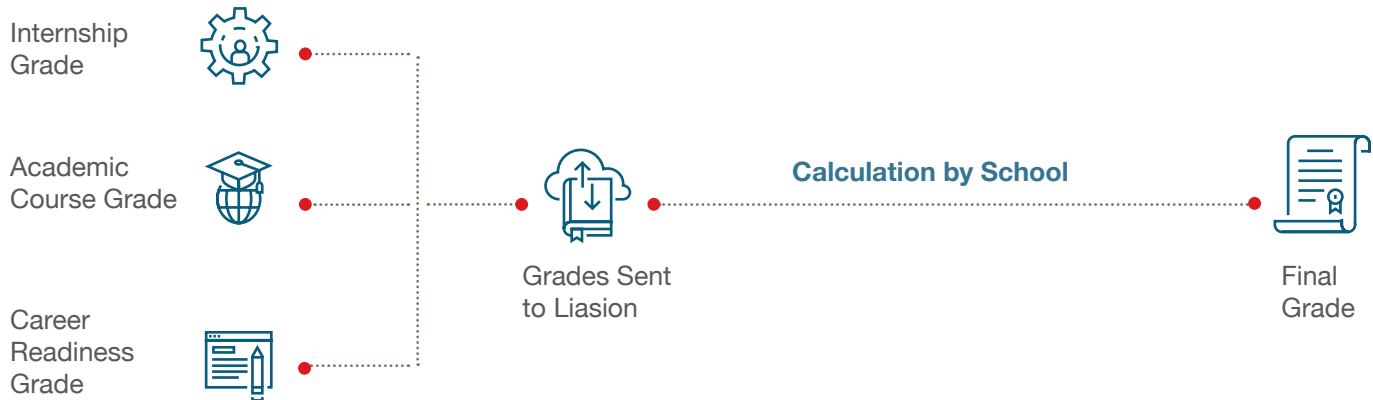 Internship
Grade
Academic
Course Grade
Career
Readiness
Grade
Grades Sent
to Liasion
Calculation by School
Final
Grade